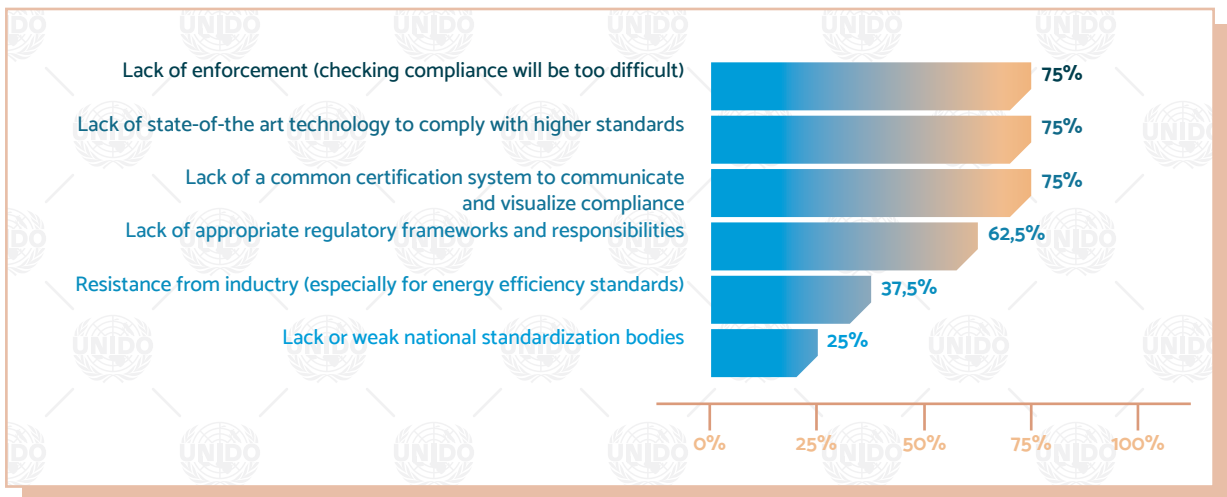 Lack of enforcement (checking compliance will be too difficult)
75%
Lack of state-of-the art technology to comply with higher standards
75%
Lack of a common certification system to communicate
and visualize compliance
75%
Lack of appropriate regulatory frameworks and responsibilities
62,5%
Resistance from inductry (especially for energy efficiency standards)
37,5%
Lack or weak national standardization bodies
25%
0% 25% 50% 75% 100%
UNIDO